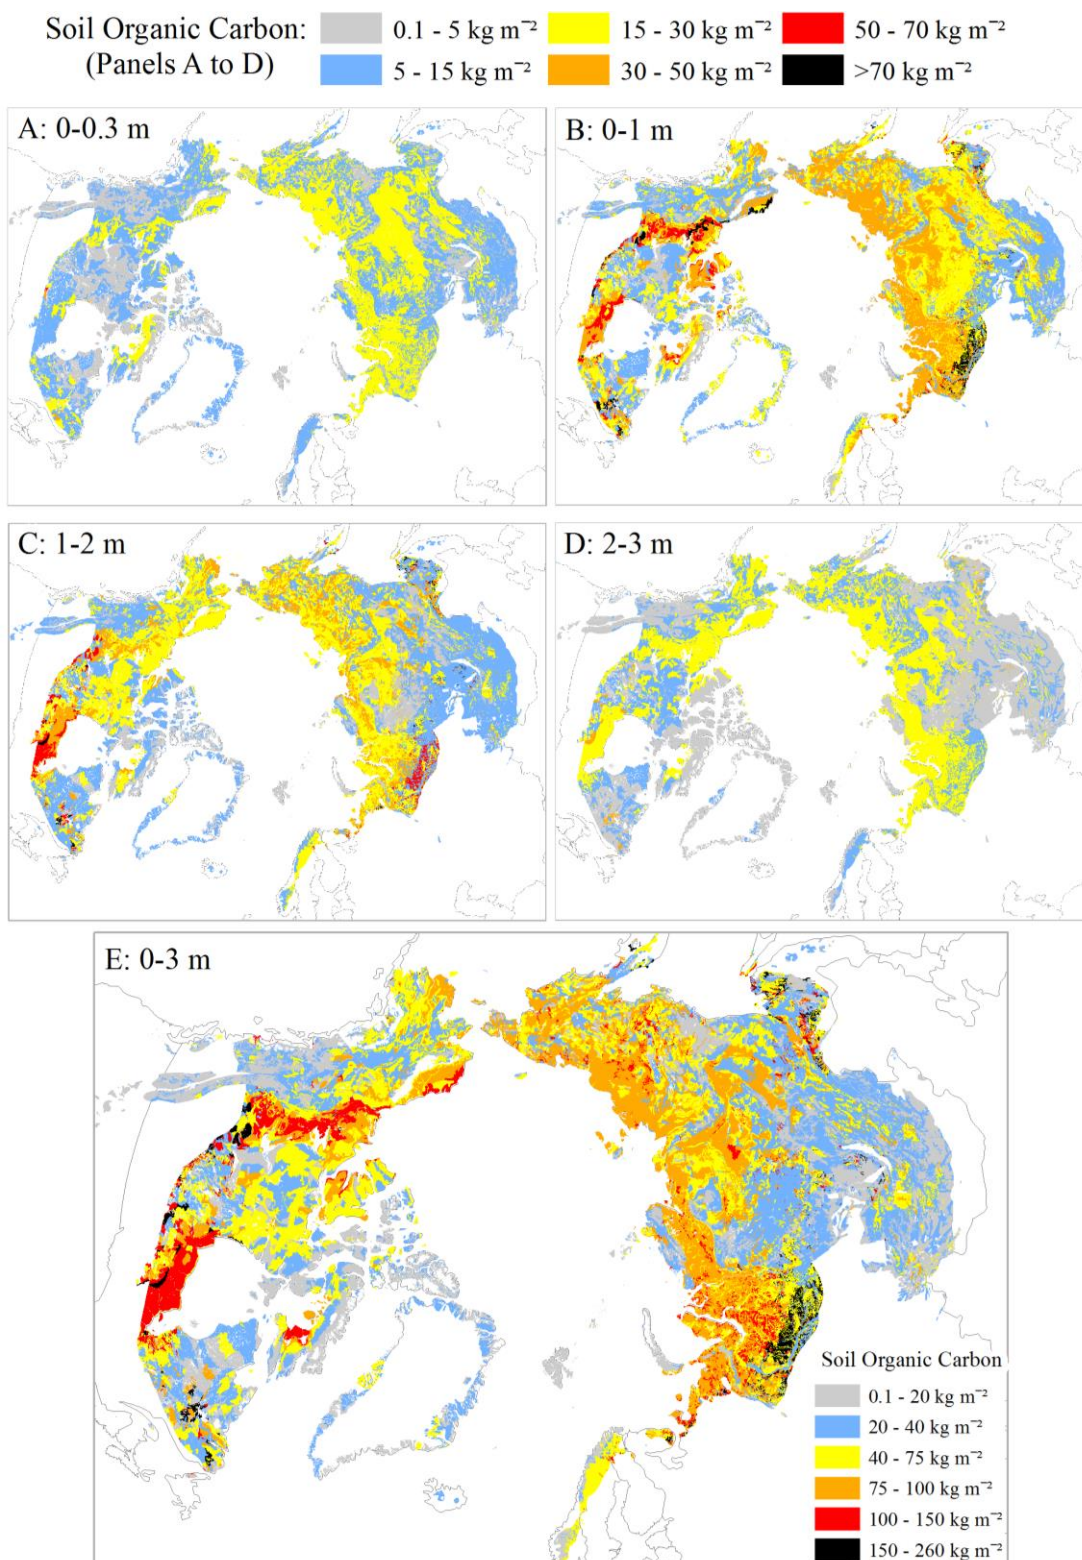 Soil Organic Carbon:
(Panels A to D)
0.1 - 5 kg m⁻²
15 - 30 kg m⁻²
50 - 70 kg m⁻²
5 - 15 kg m⁻²
30 - 50 kg m⁻²
>70 kg m⁻²
A: 0-0.3 m
B: 0-1 m
C: 1-2 m
D: 2-3 m
E: 0-3 m
Soil Organic Carbon
0.1 - 20 kg m⁻²
20 - 40 kg m⁻²
40 - 75 kg m⁻²
75 - 100 kg m⁻²
100 - 150 kg m⁻²
150 - 260 kg m⁻²